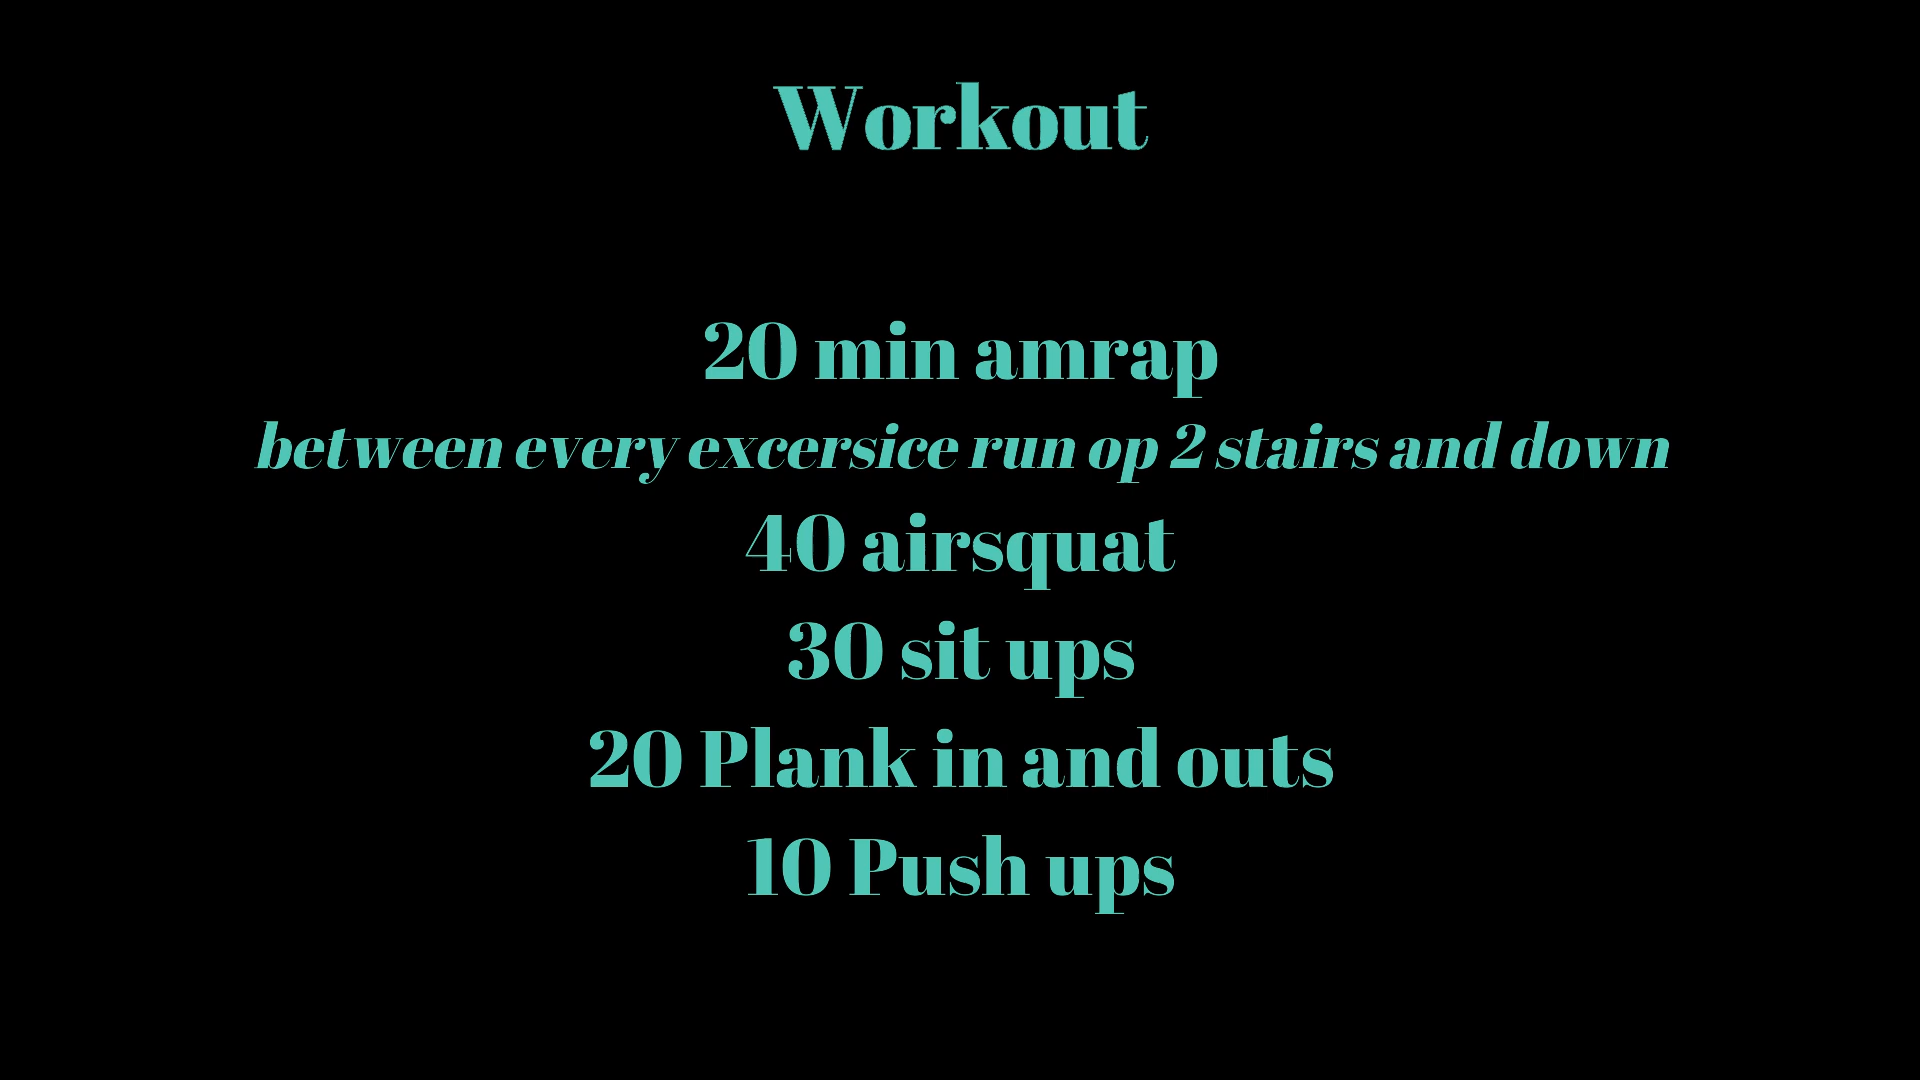 Workout
20 min amrap
between every excersice run op 2 stairs and down
40 airsquat
30 sit ups
20 Plank in and outs
10 Push ups